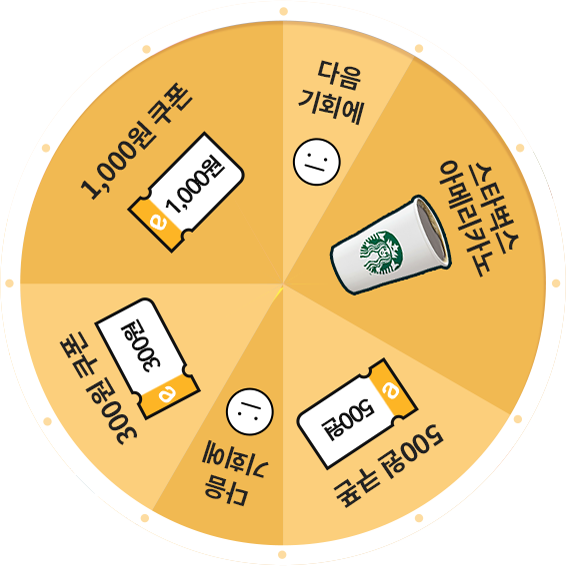 다음
기회에
스타벅스
아메리카노
500원
e
500원 쿠폰
다음
기회에
300원
e
300원 쿠폰
1,000원 쿠폰
1,000원
e